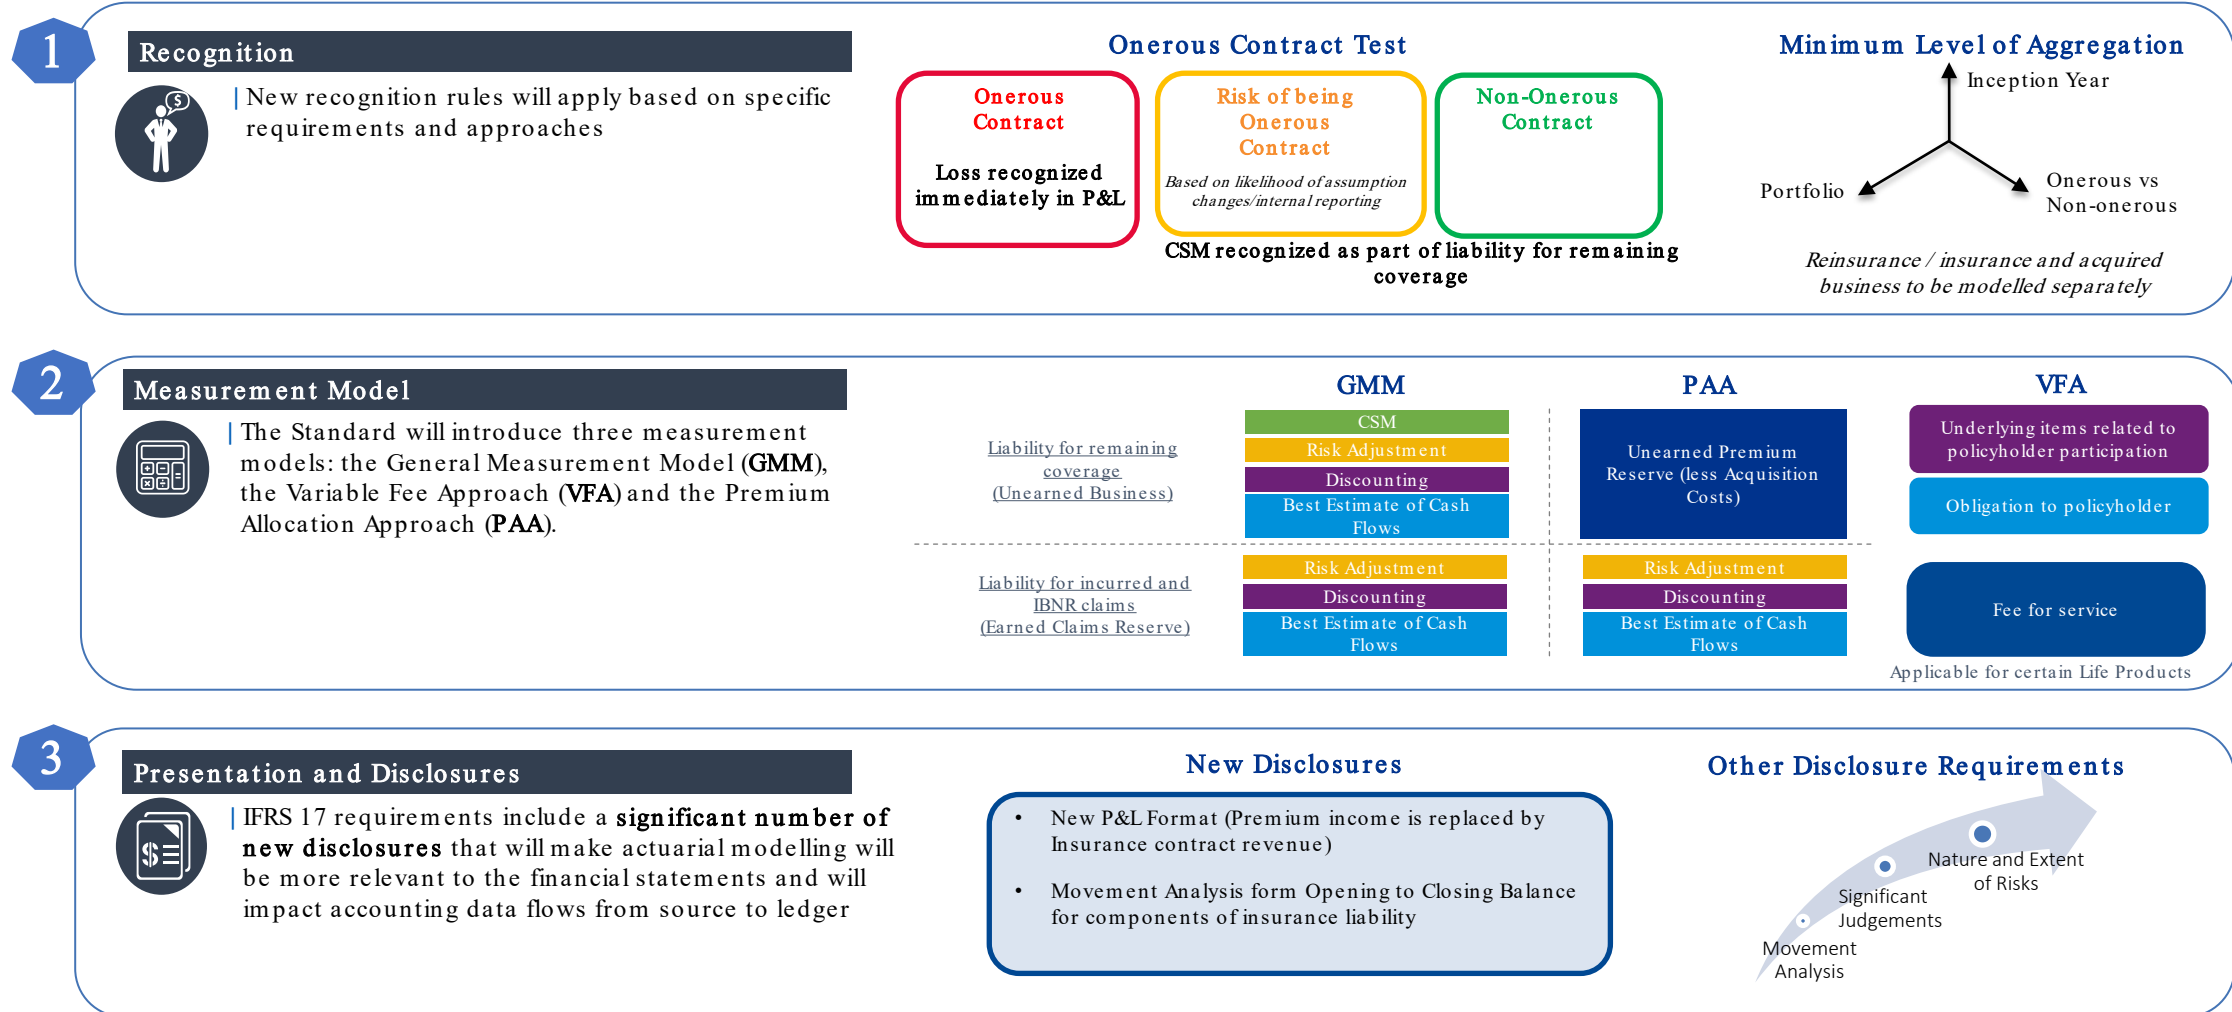 1
Recognition
$
| New recognition rules will apply based on specific
requirements and approaches
Onerous Contract Test
Onerous
Contract
Loss recognized
immediately in P&L
Risk of being
Onerous
Contract
Based on likelihood of assumption
changes/internal reporting
Non-Onerous
Contract
CSM recognized as part of liability for remaining
coverage
Minimum Level of Aggregation
Inception Year
Portfolio
Onerous vs
Non-onerous
Reinsurance / insurance and acquired
business to be modelled separately
2
Measurement Model
| The Standard will introduce three measurement
models: the General Measurement Model (GMM),
the Variable Fee Approach (VFA) and the Premium
Allocation Approach (PAA).
GMM
PAA
VFA
Liability for remaining
coverage
(Unearned Business)
CSM
Risk Adjustment
Discounting
Best Estimate of Cash
Flows
Unearned Premium
Reserve (less Acquisition
Costs)
Underlying items related to
policyholder participation
Obligation to policyholder
Liability for incurred and
IBNR claims
(Earned Claims Reserve)
Risk Adjustment
Discounting
Best Estimate of Cash
Flows
Risk Adjustment
Discounting
Best Estimate of Cash
Flows
Fee for service
Applicable for certain Life Products
3
Presentation and Disclosures
$
| IFRS 17 requirements include a significant number of
new disclosures that will make actuarial modelling will
be more relevant to the financial statements and will
impact accounting data flows from source to ledger
New Disclosures
• New P&L Format (Premium income is replaced by
Insurance contract revenue)
• Movement Analysis form Opening to Closing Balance
for components of insurance liability
Other Disclosure Requirements
Nature and Extent
of Risks
Significant
Judgements
Movement
Analysis